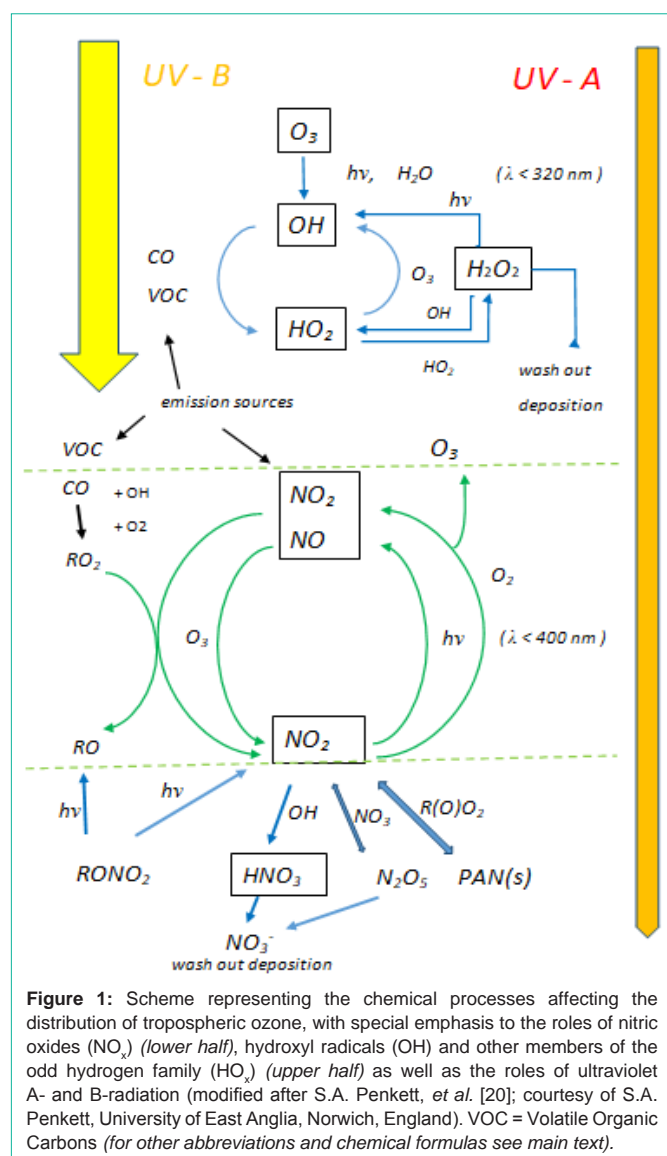 UV - B
UV - A
O3
hν, H2O ( λ < 320 nm )
hν
OH
CO
O3
H2O2
VOC
OH
HO2
HO2
wash out
deposition
emission sources
VOC
O3
CO + OH
NO2
+ O2
NO
RO2
O2
O3
hν ( λ < 400 nm )
RO
NO2
hν
hν
OH
NO3
R(O)O2
RONO2
HNO3
N2O5
PAN(s)
NO3-
wash out deposition
Figure 1: Scheme representing the chemical processes affecting the
distribution of tropospheric ozone, with special emphasis to the roles of nitric
oxides (NOx) (lower half), hydroxyl radicals (OH) and other members of the
odd hydrogen family (HOx) (upper half) as well as the roles of ultraviolet
A- and B-radiation (modified after S.A. Penkett, et al. [20]; courtesy of S.A.
Penkett, University of East Anglia, Norwich, England). VOC = Volatile Organic
Carbons (for other abbreviations and chemical formulas see main text).